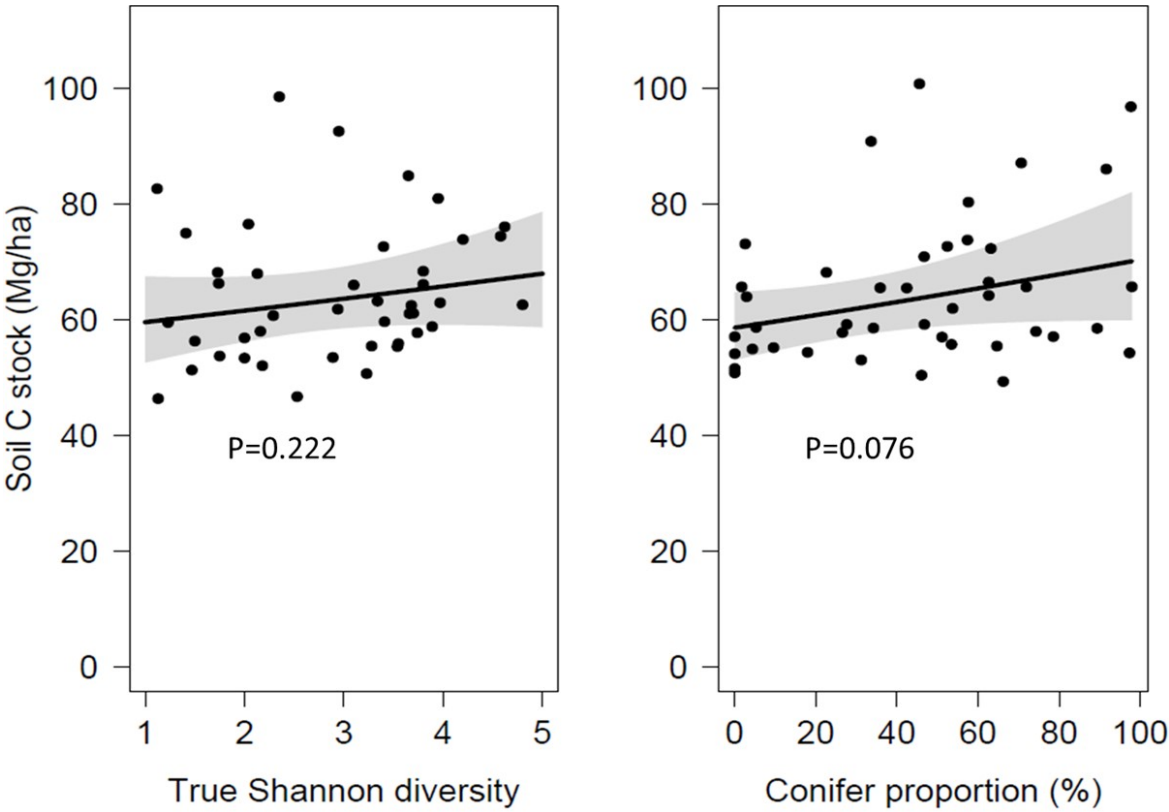 Soil C stock (Mg/ha)
100
80
60
40
20
0
P=0.222
1 2 3 4 5
True Shannon diversity
100
80
60
40
20
0
P=0.076
0 20 40 60 80 100
Conifer proportion (%)